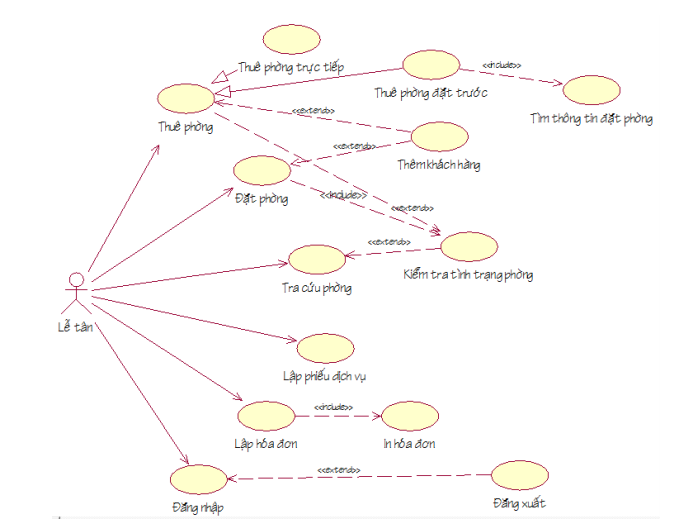 Thuê phòng trực tiếp
<<include>>
Thuê phòng đặt trước
<<extend>>
Tìm thông tin đặt phòng
Thuê phòng
<<extend>>
Thêm khách hàng
<<include>>
Đặt phòng
<<extend>>
<<extend>>
Kiểm tra tình trạng phòng
Tra cứu phòng
Lễ tân
Lập phiếu dịch vụ
<<include>>
Lập hóa đơn
In hóa đơn
<<extend>>
Đăng nhập
Đăng xuất